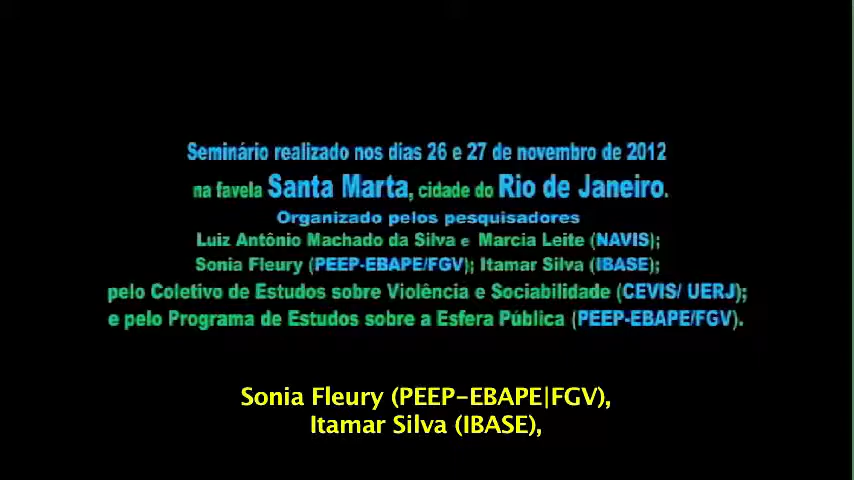 Seminário realizado nos dias 26 e 27 de novembro de 2012
na favela Santa Marta, cidade do Rio de Janeiro.
Organizado pelos pesquisadores
Luiz Antônio Machado da Silva e Marcia Leite (NAVIS);
Sonia Fleury (PEEP-EBAPE/FGV); Itamar Silva (IBASE);
pelo Coletivo de Estudos sobre Violência e Sociabilidade (CEVIS/ UERJ);
e pelo Programa de Estudos sobre a Esfera Pública (PEEP-EBAPE/FGV).
Sonia Fleury (PEEP-EBAPE|FGV),
Itamar Silva (IBASE),